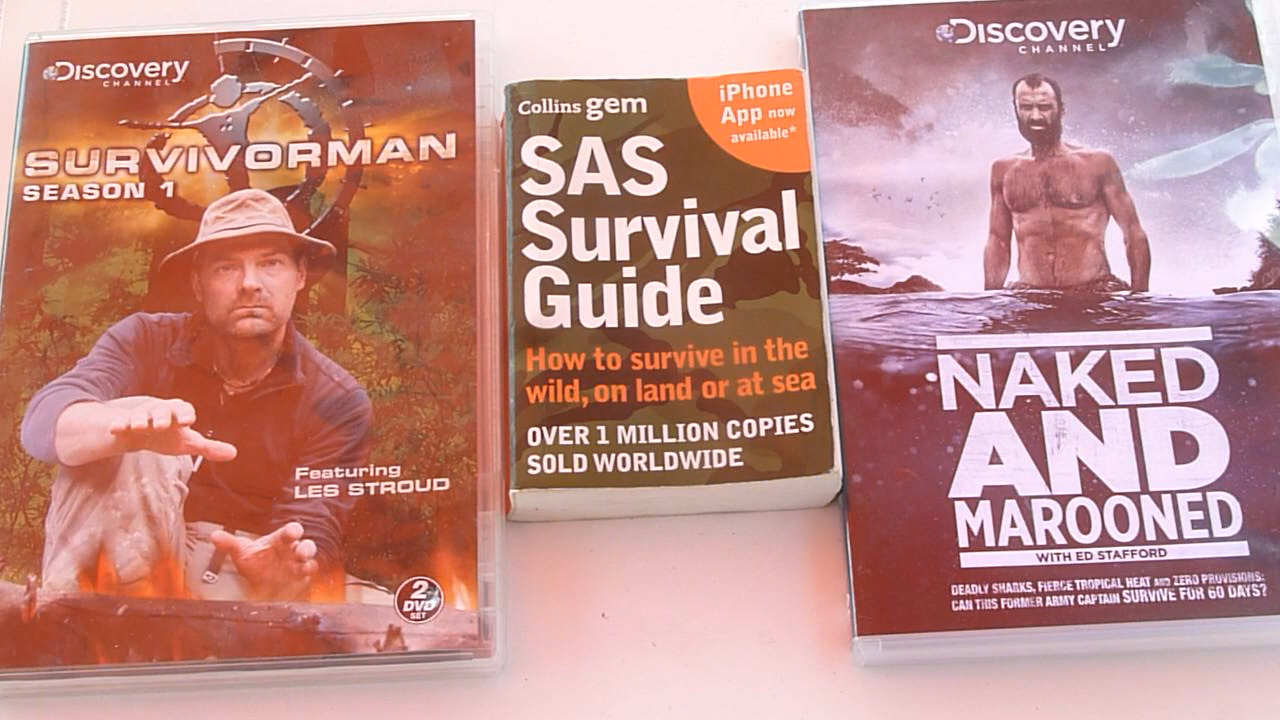 Discovery
CHANNEL
SURVIVORMAN
SEASON 1
Featuring
LES STROUD
2
DVD
SET
Collins gem
iPhone
App now
available*
SAS
Survival
Guide
How to survive in the
wild, on land or at sea
OVER 1 MILLION COPIES
SOLD WORLDWIDE
Discovery
CHANNEL
NAKED
AND
MAROONED
WITH ED STAFFORD
DEADLY SHARKS, FIERCE TROPICAL HEAT AND ZERO PROVISIONS:
CAN THIS FORMER ARMY CAPTAIN SURVIVE FOR 60 DAYS?